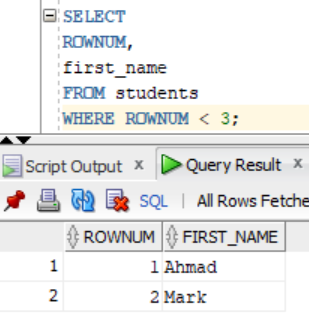 SELECT
ROWNUM,
first_name
FROM students
WHERE ROWNUM < 3;
Script Output x Query Result x
SQL | All Rows Fetche
ROWNUM FIRST_NAME
1 1 Ahmad
2 2 Mark